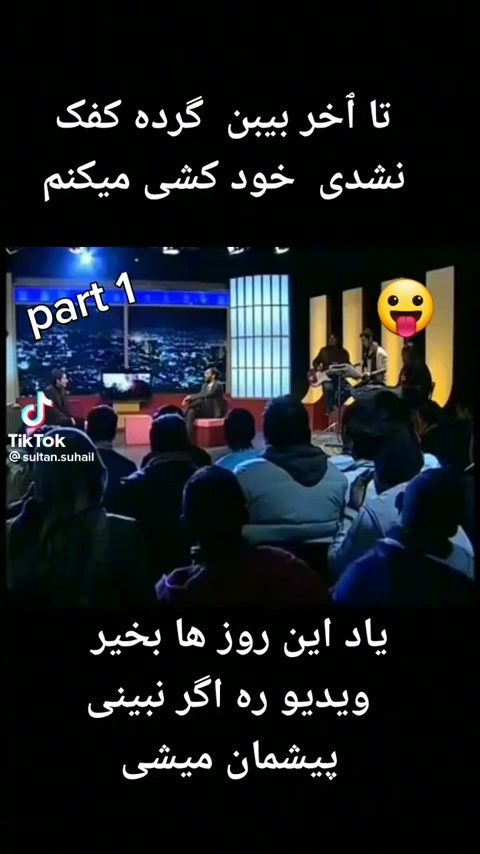 تا آخر بیبن گرده کفک
نشدی خود کشی میکنم
part 1
TikTok
@sultan.suhail
یاد این روز ها بخیر
ویدیو ره اگر نبینی
پیشمان میشی